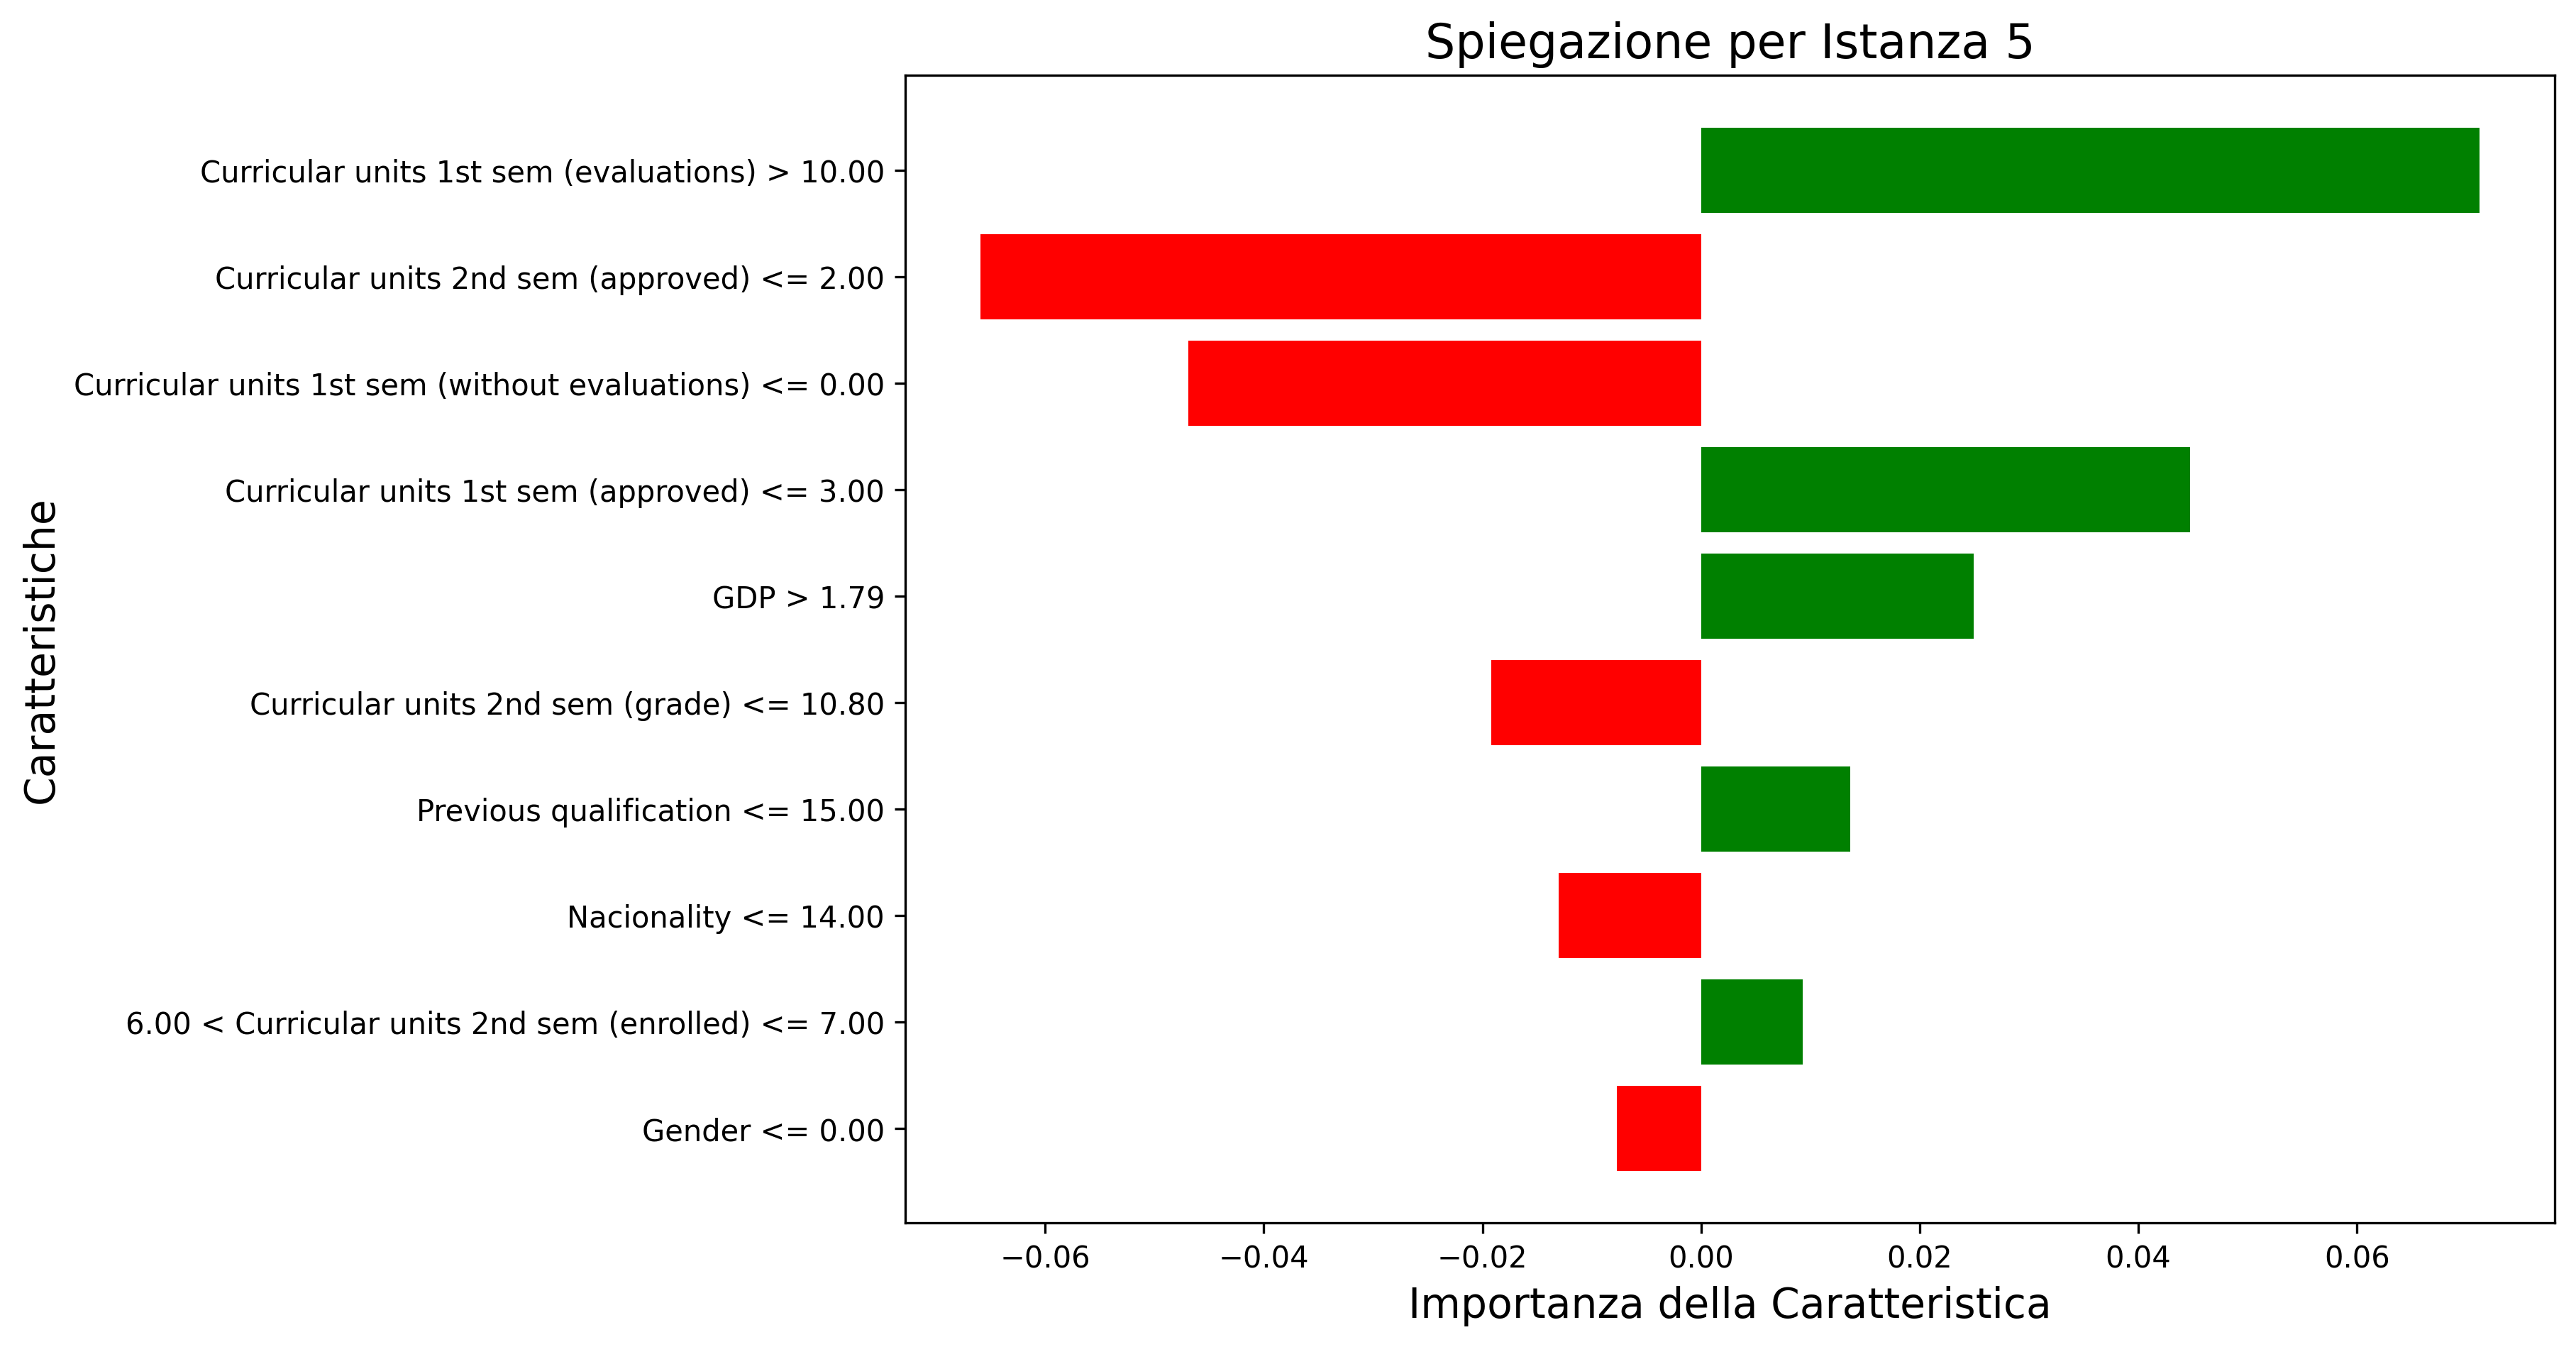 Spiegazione per Istanza 5
Caratteristiche
Curricular units 1st sem (evaluations) > 10.00
Curricular units 2nd sem (approved) <= 2.00
Curricular units 1st sem (without evaluations) <= 0.00
Curricular units 1st sem (approved) <= 3.00
GDP > 1.79
Curricular units 2nd sem (grade) <= 10.80
Previous qualification <= 15.00
Nacionality <= 14.00
6.00 < Curricular units 2nd sem (enrolled) <= 7.00
Gender <= 0.00
−0.06 −0.04 −0.02 0.00 0.02 0.04 0.06
Importanza della Caratteristica